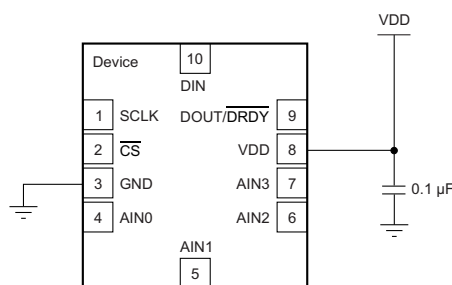 VDD
Device
10
DIN
1 SCLK DOUT/DRDY 9
2 CS VDD 8
3 GND AIN3 7
4 AIN0 AIN2 6
0.1 µF
AIN1
5